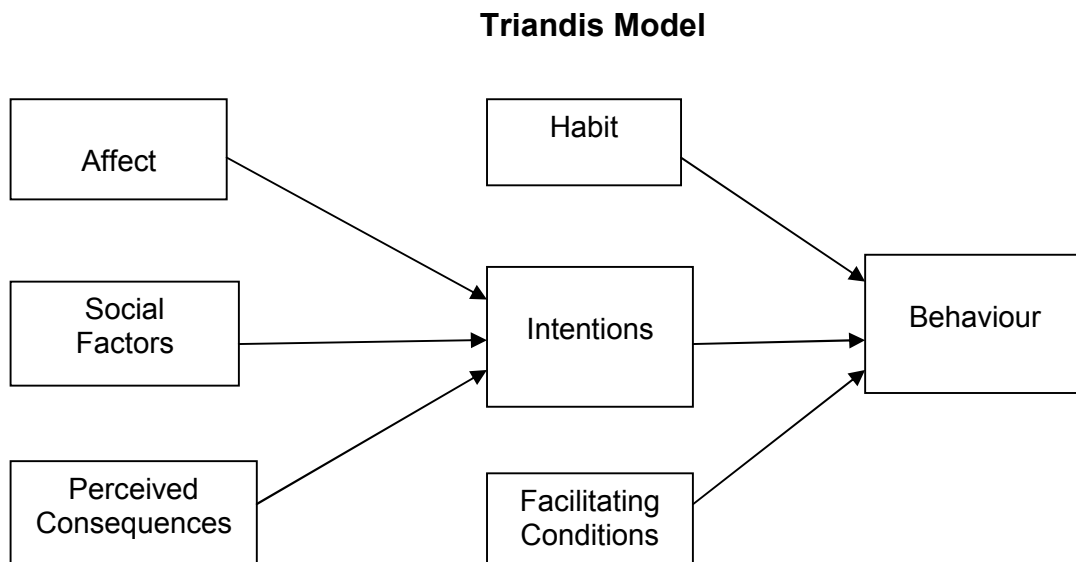 Triandis Model
Affect
Habit
Social
Factors
Intentions
Behaviour
Perceived
Consequences
Facilitating
Conditions